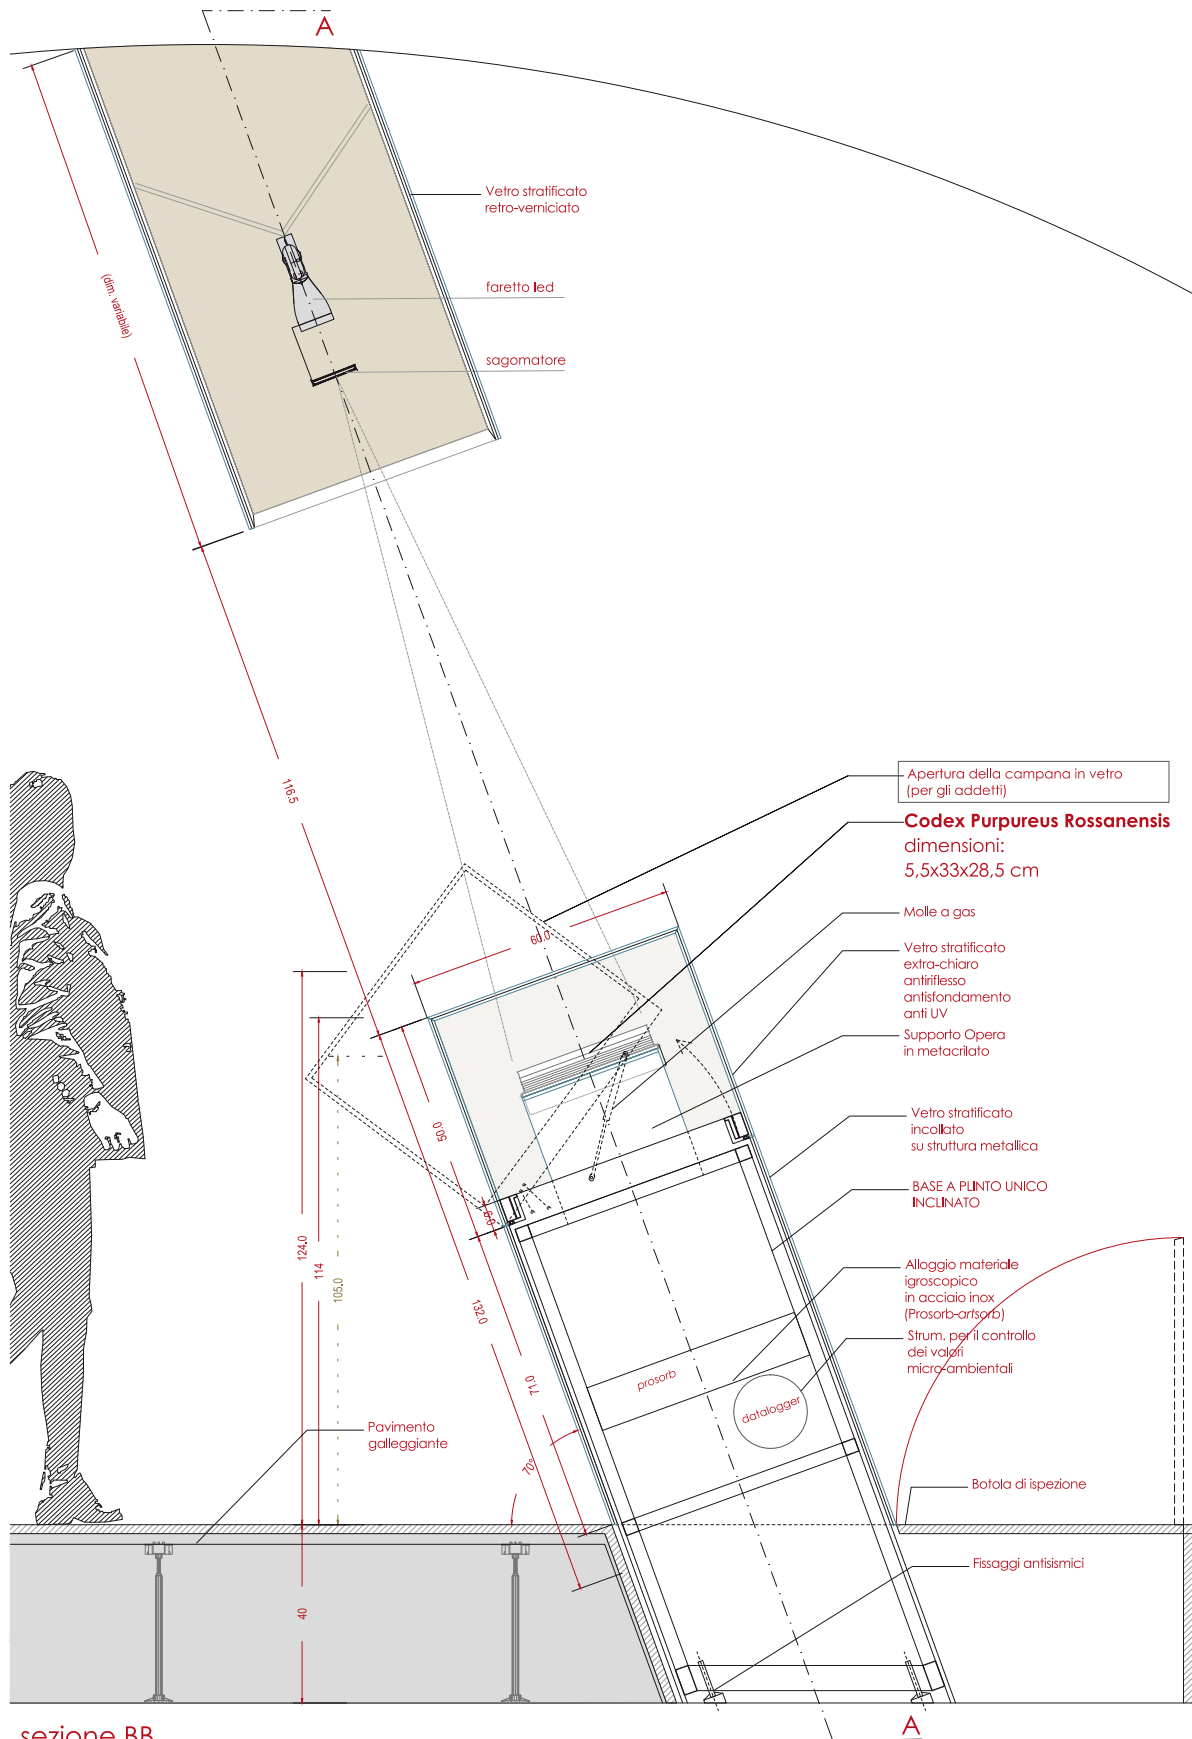 A
Vetro stratificato
retro-verniciato
(dim. variabile)
faretto led
sagomatore
116.5
Apertura della campana in vetro
(per gli addetti)
Codex Purpureus Rossanensis
dimensioni:
5,5x33x28,5 cm
Molle a gas
60.0
Vetro stratificato
extra-chiaro
antiriflesso
antisfondamento
anti UV
Supporto Opera
in metacrilato
50.0
Vetro stratificato
incollato
su struttura metallica
BASE A PLINTO UNICO
INCLINATO
6.0
124.0
114
105.0
132.0
Alloggio materiale
igroscopico
in acciaio inox
(Prosorb-artsorb)
Strum. per il controllo
dei valori
micro-ambientali
prosorb
71.0
datalogger
Pavimento
galleggiante
70°
Botola di ispezione
Fissaggi antisismici
40
A
sezione BB